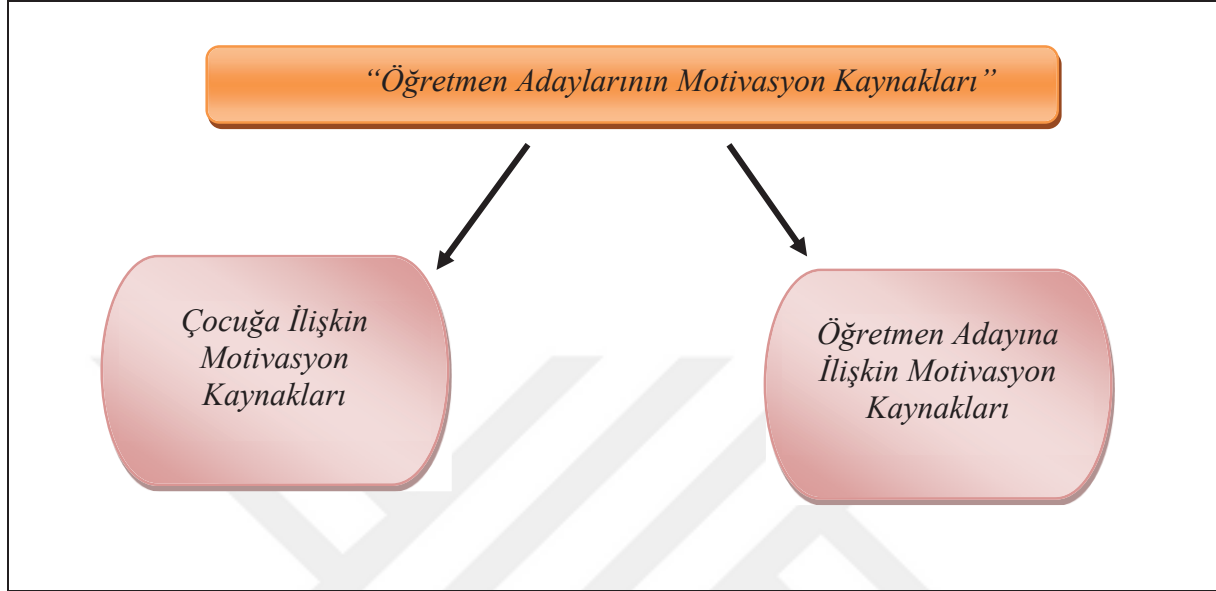 “Öğretmen Adaylarının Motivasyon Kaynakları”
Çocuğa İlişkin
Motivasyon
Kaynakları
Öğretmen Adayına
İlişkin Motivasyon
Kaynakları